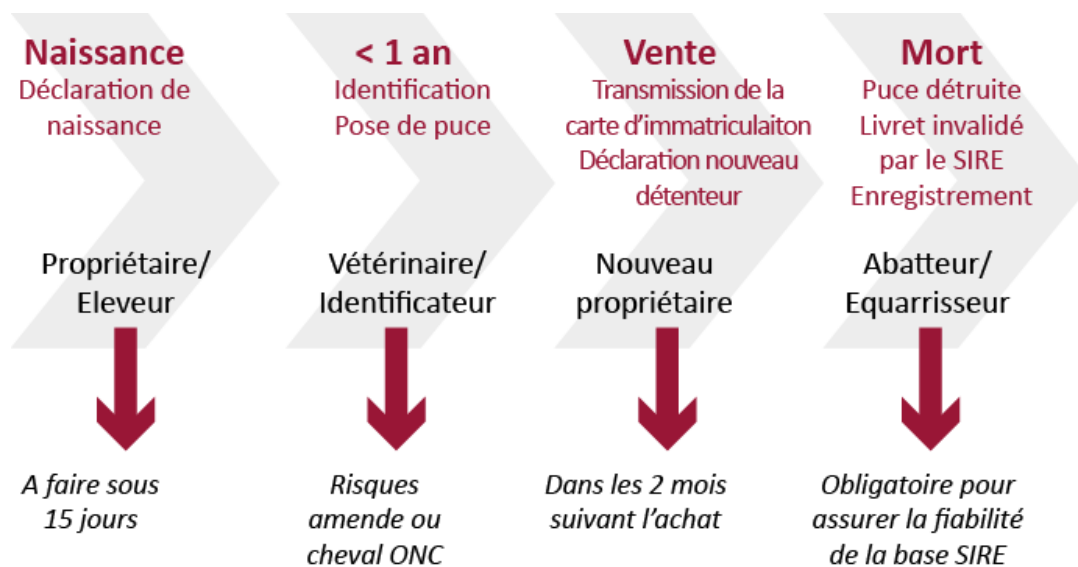 Naissance
Déclaration de
naissance
Propriétaire/
Eleveur
A faire sous
15 jours
< 1 an
Identification
Pose de puce
Vétérinaire/
Identificateur
Risques
amende ou
cheval ONC
Vente
Transmission de la
carte d'immatriculaiton
Déclaration nouveau
détenteur
Nouveau
propriétaire
Dans les 2 mois
suivant l'achat
Mort
Puce détruite
Livret invalidé
par le SIRE
Enregistrement
Abatteur/
Equarrisseur
Obligatoire pour
assurer la fiabilité
de la base SIRE